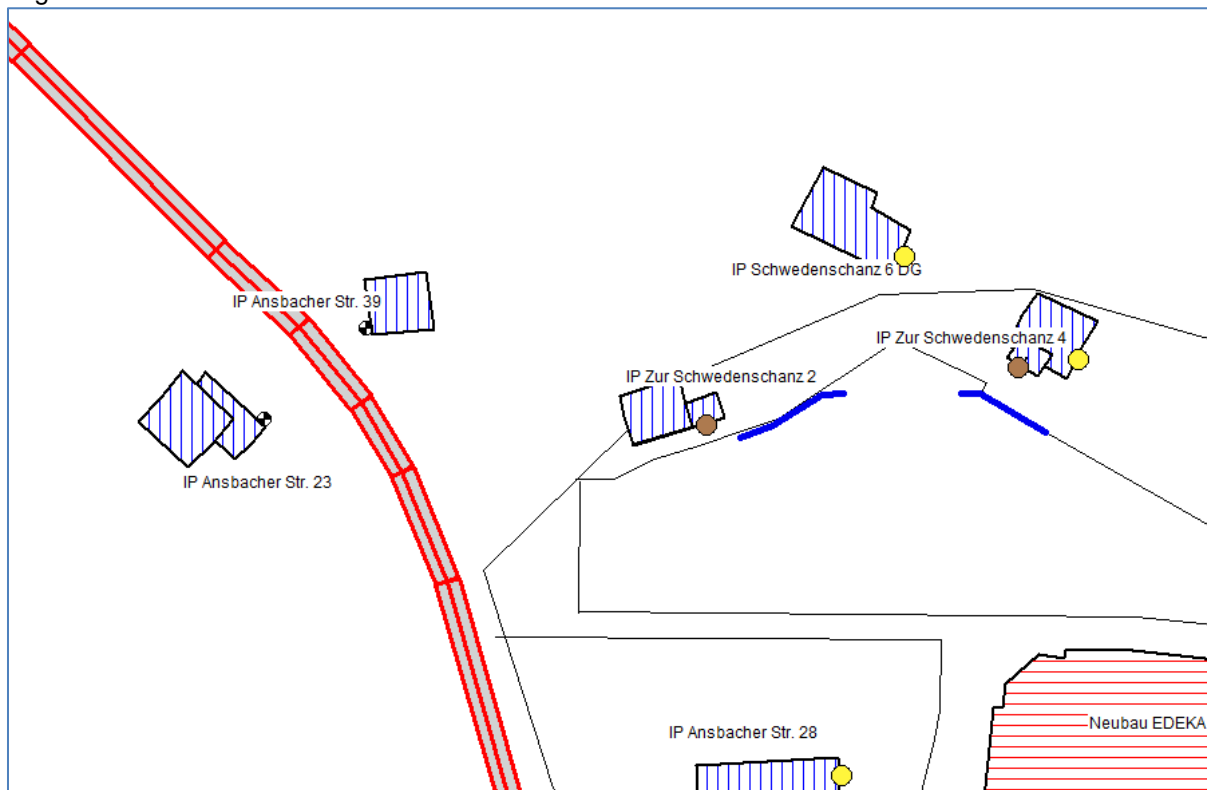 IP Schwedenschanz 6 DG
IP Ansbacher Str. 39
IP Zur Schwedenschanz 4
IP Zur Schwedenschanz 2
IP Ansbacher Str. 23
Neubau EDEKA
IP Ansbacher Str. 28